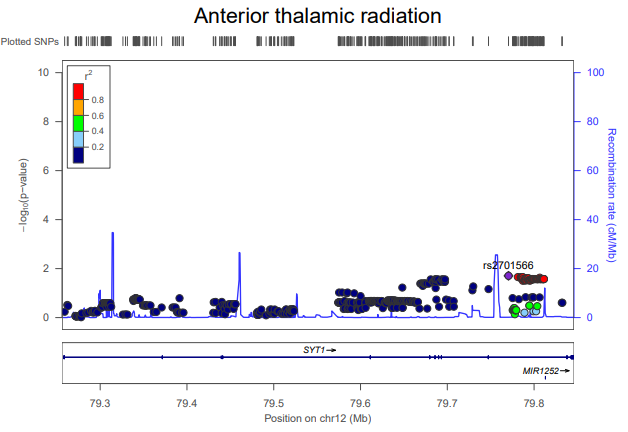 Anterior thalamic radiation
Plotted SNPs
r²
0.8
0.6
0.4
0.2
rs2701566
10
8
6
4
2
0
−log₁₀(p−value)
100
80
60
40
20
0
Recombination rate (cM/Mb)
SYT1→
MIR1252→
79.3 79.4 79.5 79.6 79.7 79.8
Position on chr12 (Mb)